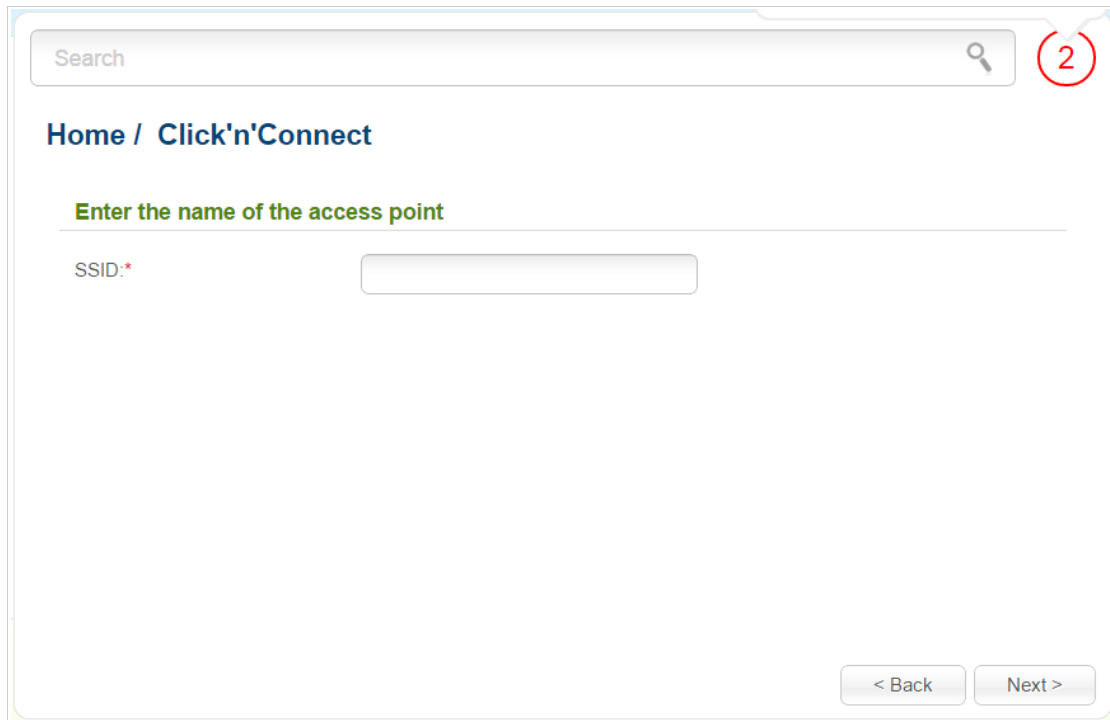 Search
2
Home / Click'n'Connect
Enter the name of the access point
SSID:*
< Back
Next >